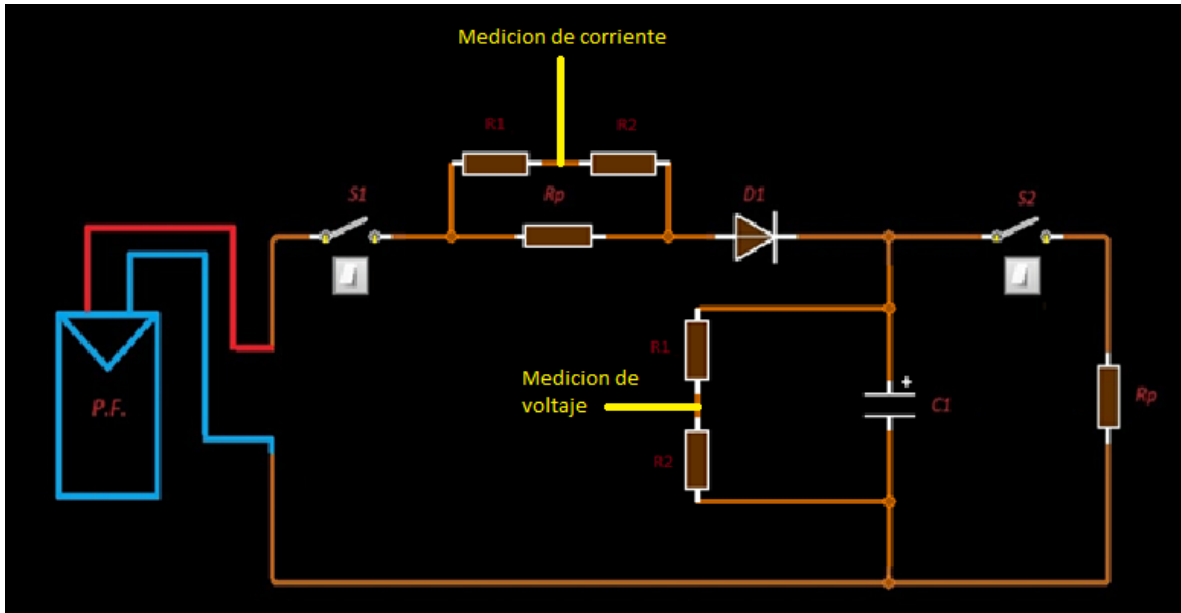 Medicion de corriente
R1
R2
S1
Rp
D1
S2
R1
Medicion de
voltaje
R2
P.F.
+
C1
Rp